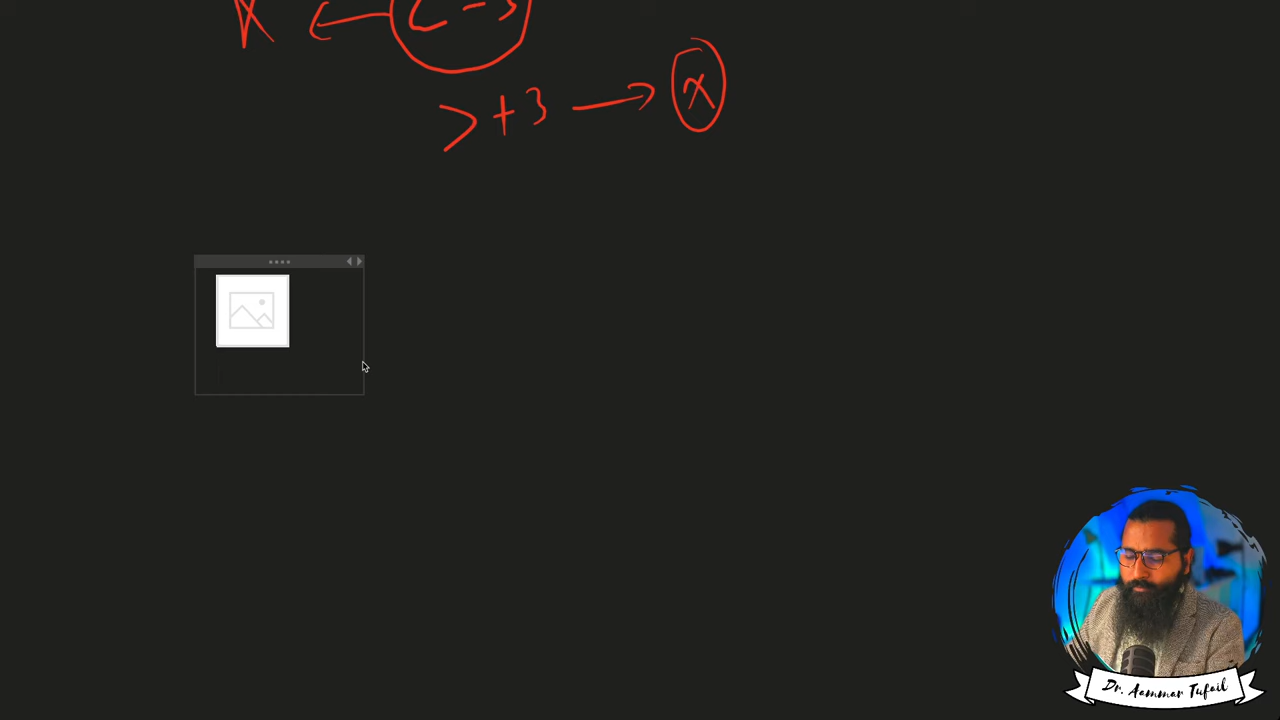 X ← < -3
> +3 → x
Dr. Aammar Tufail